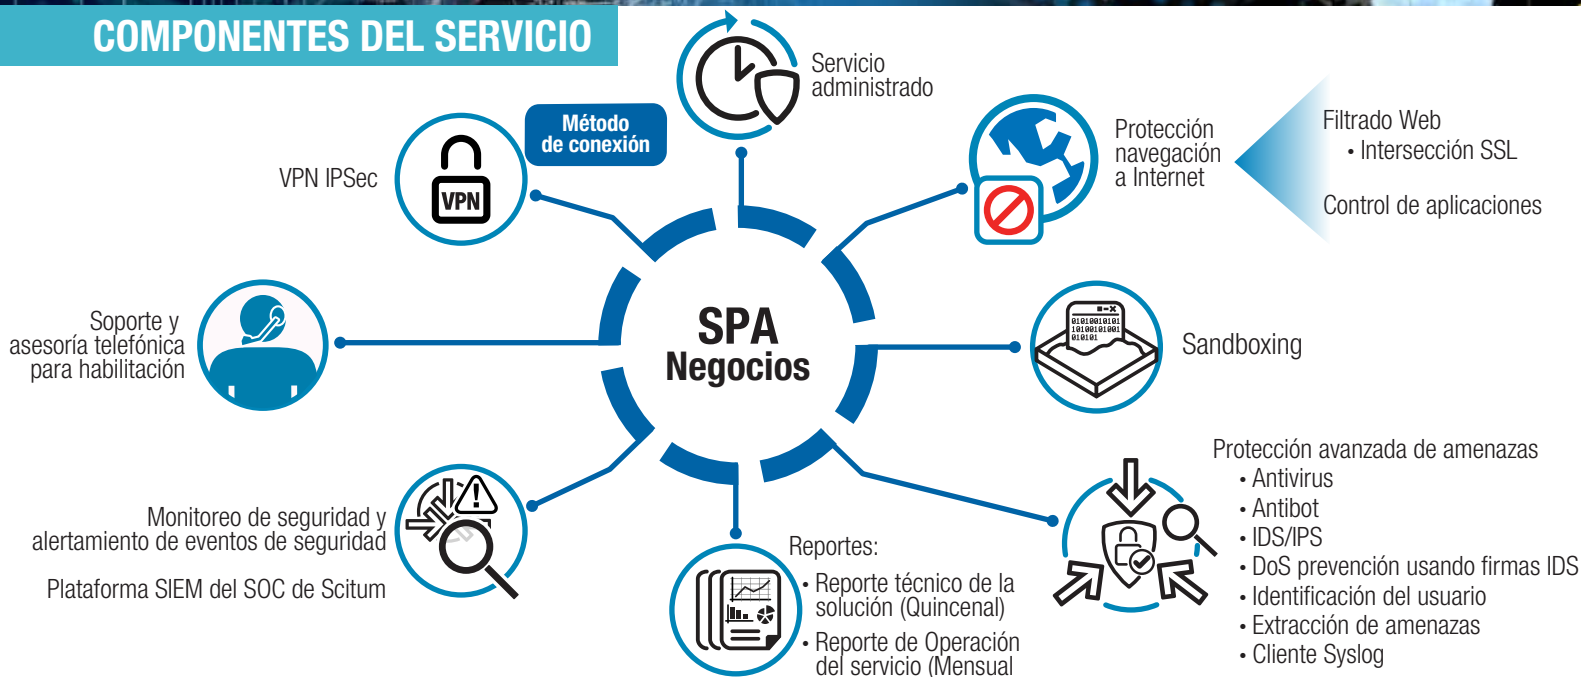 COMPONENTES DEL SERVICIO
Servicio
administrado
Método
de conexión
VPN IPSec
VPN
Protección
navegación
a Internet
Filtrado Web
• Intersección SSL
Control de aplicaciones
SPA
Negocios
Soporte y
asesoría telefónica
para habilitación
01010010101
10100101001
010101
Sandboxing
Monitoreo de seguridad y
alertamiento de eventos de seguridad
Plataforma SIEM del SOC de Scitum
Reportes:
• Reporte técnico de la
solución (Quincenal)
• Reporte de Operación
del servicio (Mensual
Protección avanzada de amenazas
• Antivirus
• Antibot
• IDS/IPS
• DoS prevención usando firmas IDS
• Identificación del usuario
• Extracción de amenazas
• Cliente Syslog